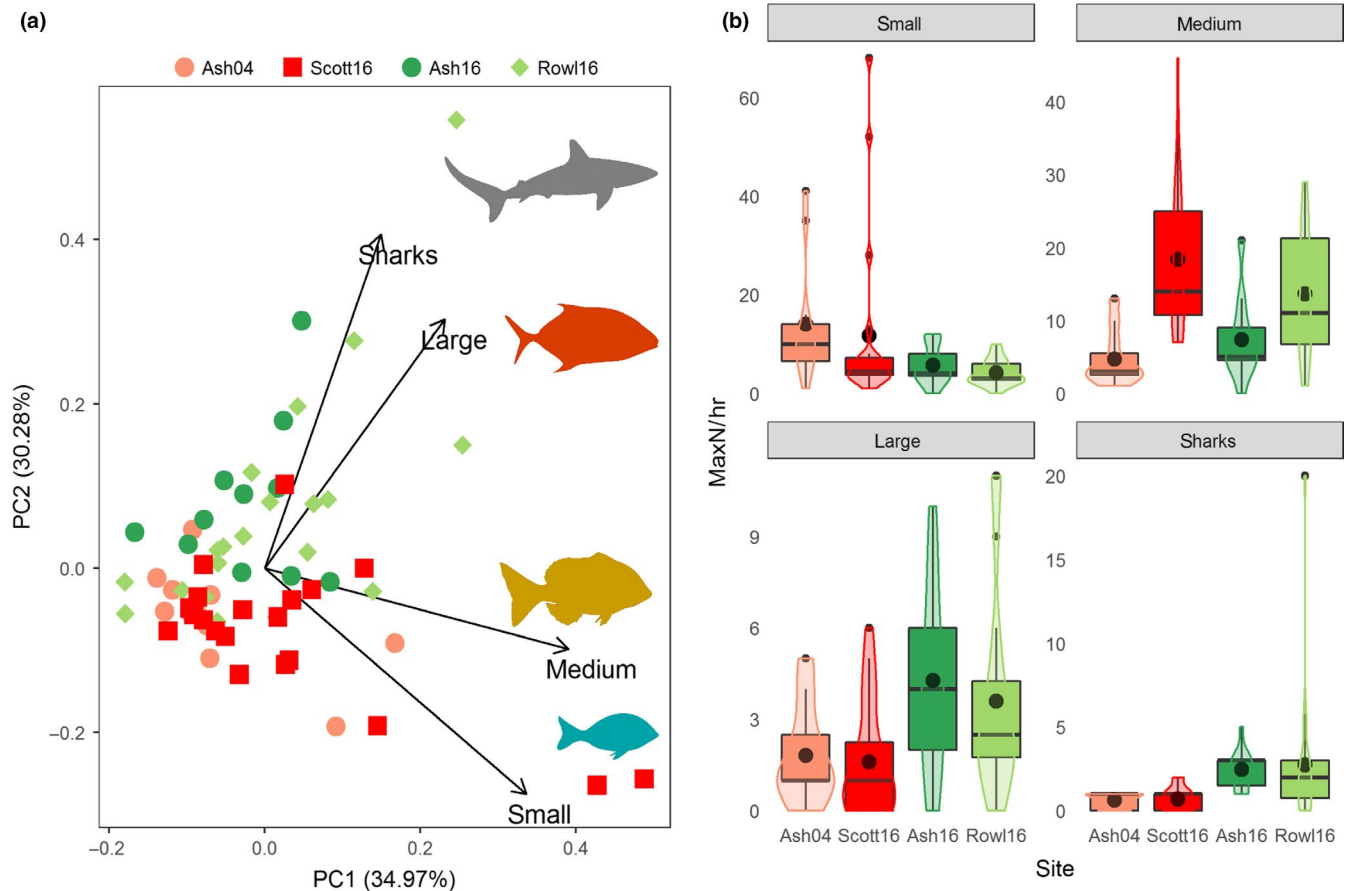 (a)
Ash04 Scott16 Ash16 Rowl16
Sharks
Large
Medium
Small
0.4
0.2
0.0
−0.2
−0.2 0.0 0.2 0.4
PC2 (30.28%)
PC1 (34.97%)
(b)
Small Medium
60
40
20
0
40
30
20
10
0
Large Sharks
9
6
3
0
20
15
10
5
0
MaxN/hr
Ash04 Scott16 Ash16 Rowl16 Ash04 Scott16 Ash16 Rowl16
Site